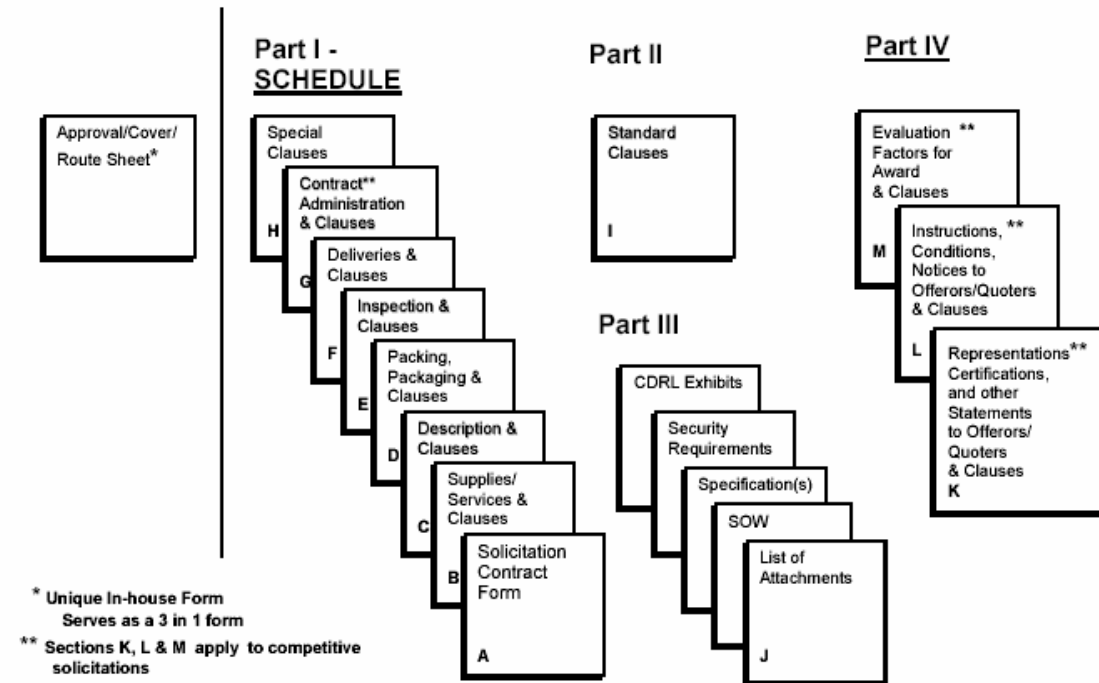 Part I -
SCHEDULE
Part II
Part IV
Approval/Cover/
Route Sheet*
Special
Clauses
H
Contract**
Administration
& Clauses
G
Deliveries &
Clauses
F
Inspection &
Clauses
E
Packing,
Packaging &
Clauses
D
Description &
Clauses
C
Supplies/
Services &
Clauses
B
Solicitation
Contract
Form
A
Standard
Clauses
I
Part III
CDRL Exhibits
Security
Requirements
Specification(s)
SOW
List of
Attachments
J
Evaluation **
Factors for
Award
& Clauses
M
Instructions, **
Conditions,
Notices to
Offerors/Quoters
& Clauses
L
Representations**
Certifications,
and other
Statements
to Offerors/
Quoters
& Clauses
K
* Unique In-house Form
Serves as a 3 in 1 form
** Sections K, L & M apply to competitive
solicitations